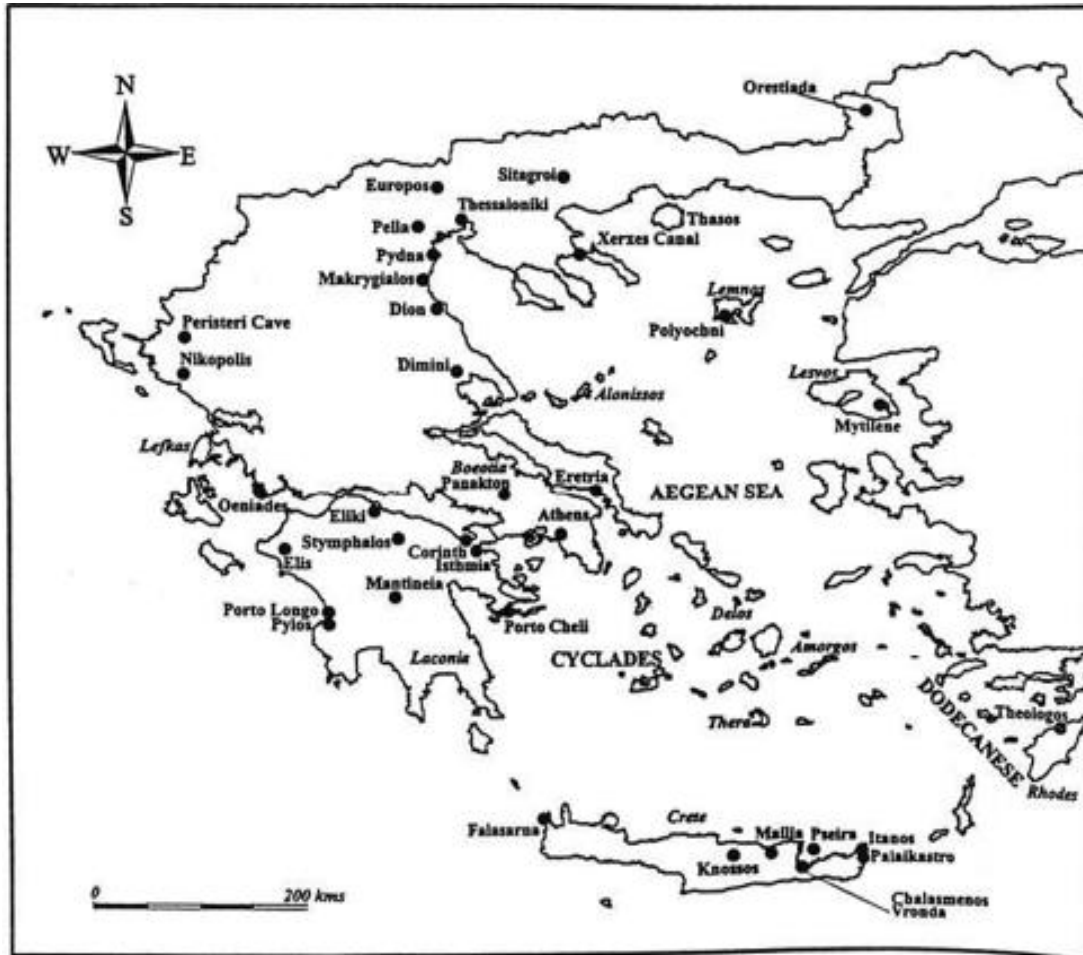 N
W E
S
Orestiada
Europos
Sitagroi
Thessaloniki
Thasos
Pella
Xerxes Canal
Pydna
Makrygialos
Lemnos
Dion
Polyochni
Peristeri Cave
Nikopolis
Dimini
Lesvos
Alonissos
Mytilene
Lefkas
Boeotia
Panakton
Eretria
AEGEAN SEA
Oeniades
Eliki
Athens
Stymphalos
Corinth
Isthmia
Elis
Mantineia
Porto Longo
Pylos
Porto Cheli
Delos
Laconia
CYCLADES
Amorgos
DODECANESE
Theologos
Thera
Rhodes
Falasarna
Crete
Mallia Pseira Itanos
Knossos
Palaikastro
0 200 kms
Chalasmenos
Vronda